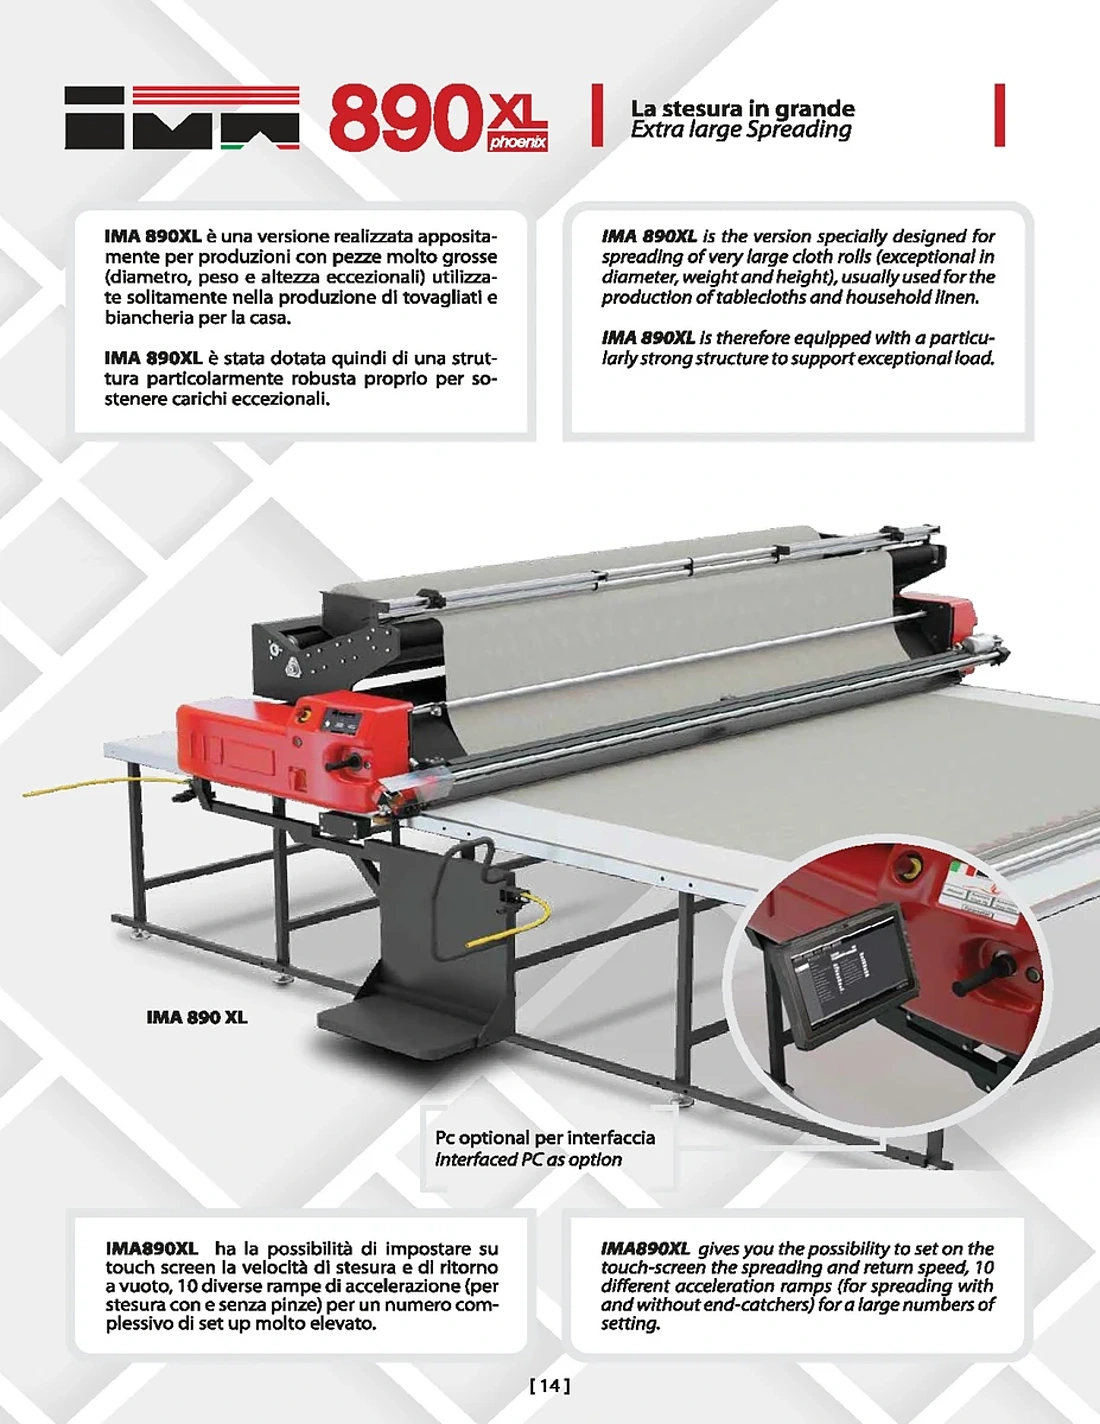 IMA 890XL
phoenix
La stesura in grande
Extra large Spreading
IMA 890XL è una versione realizzata apposita-
mente per produzioni con pezze molto grosse
(diametro, peso e altezza eccezionali) utilizza-
te solitamente nella produzione di tovagliati e
biancheria per la casa.
IMA 890XL è stata dotata quindi di una strut-
tura particolarmente robusta proprio per so-
stenere carichi eccezionali.
IMA 890XL is the version specially designed for
spreading of very large cloth rolls (exceptional in
diameter, weight and height), usually used for the
production of tablecloths and household linen.
IMA 890XL is therefore equipped with a particu-
larly strong structure to support exceptional load.
IMA 890 XL
Pc optional per interfaccia
Interfaced PC as option
IMA890XL ha la possibilità di impostare su
touch screen la velocità di stesura e di ritorno
a vuoto, 10 diverse rampe di accelerazione (per
stesura con e senza pinze) per un numero com-
plessivo di set up molto elevato.
IMA890XL gives you the possibility to set on the
touch-screen the spreading and return speed, 10
different acceleration ramps (for spreading with
and without end-catchers) for a large numbers of
setting.
[ 14 ]